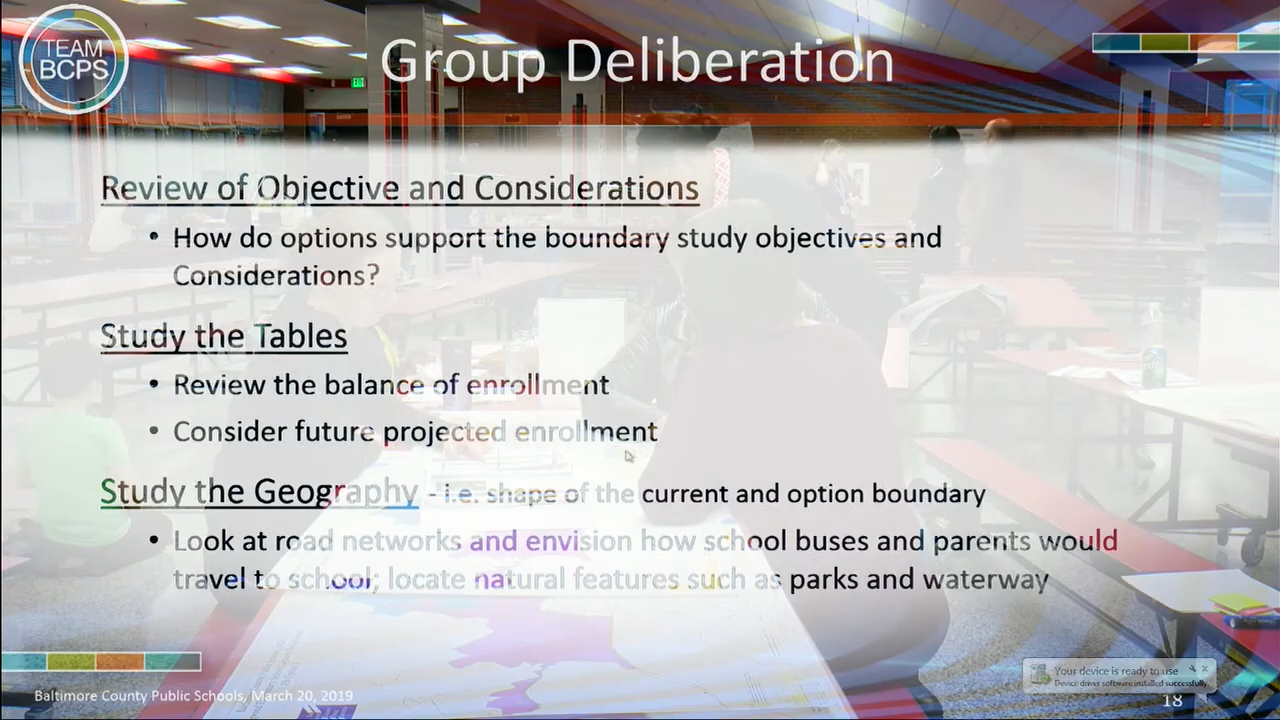 TEAM
BCPS
Group Deliberation
Review of Objective and Considerations
• How do options support the boundary study objectives and
Considerations?
Study the Tables
• Review the balance of enrollment
• Consider future projected enrollment
Study the Geography - i.e. shape of the current and option boundary
• Look at road networks and envision how school buses and parents would
travel to school; locate natural features such as parks and waterway
Your device is ready to use
Device driver software installed successfully.
Baltimore County Public Schools, March 20, 2019
18